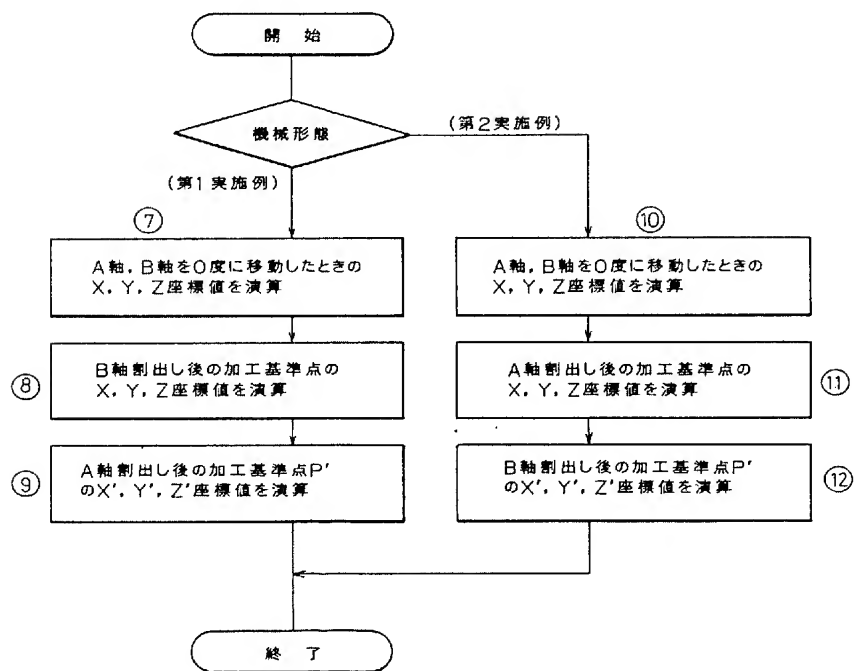 開始
機械形態
(第2実施例)
(第1実施例)
⑦
A軸,B軸を0度に移動したときの
X,Y,Z座標値を演算
⑧
B軸割出し後の加工基準点の
X,Y,Z座標値を演算
⑨
A軸割出し後の加工基準点P'
のX',Y',Z'座標値を演算
⑩
A軸,B軸を0度に移動したときの
X,Y,Z座標値を演算
⑪
A軸割出し後の加工基準点の
X,Y,Z座標値を演算
⑫
B軸割出し後の加工基準点P'
のX',Y',Z'座標値を演算
終了